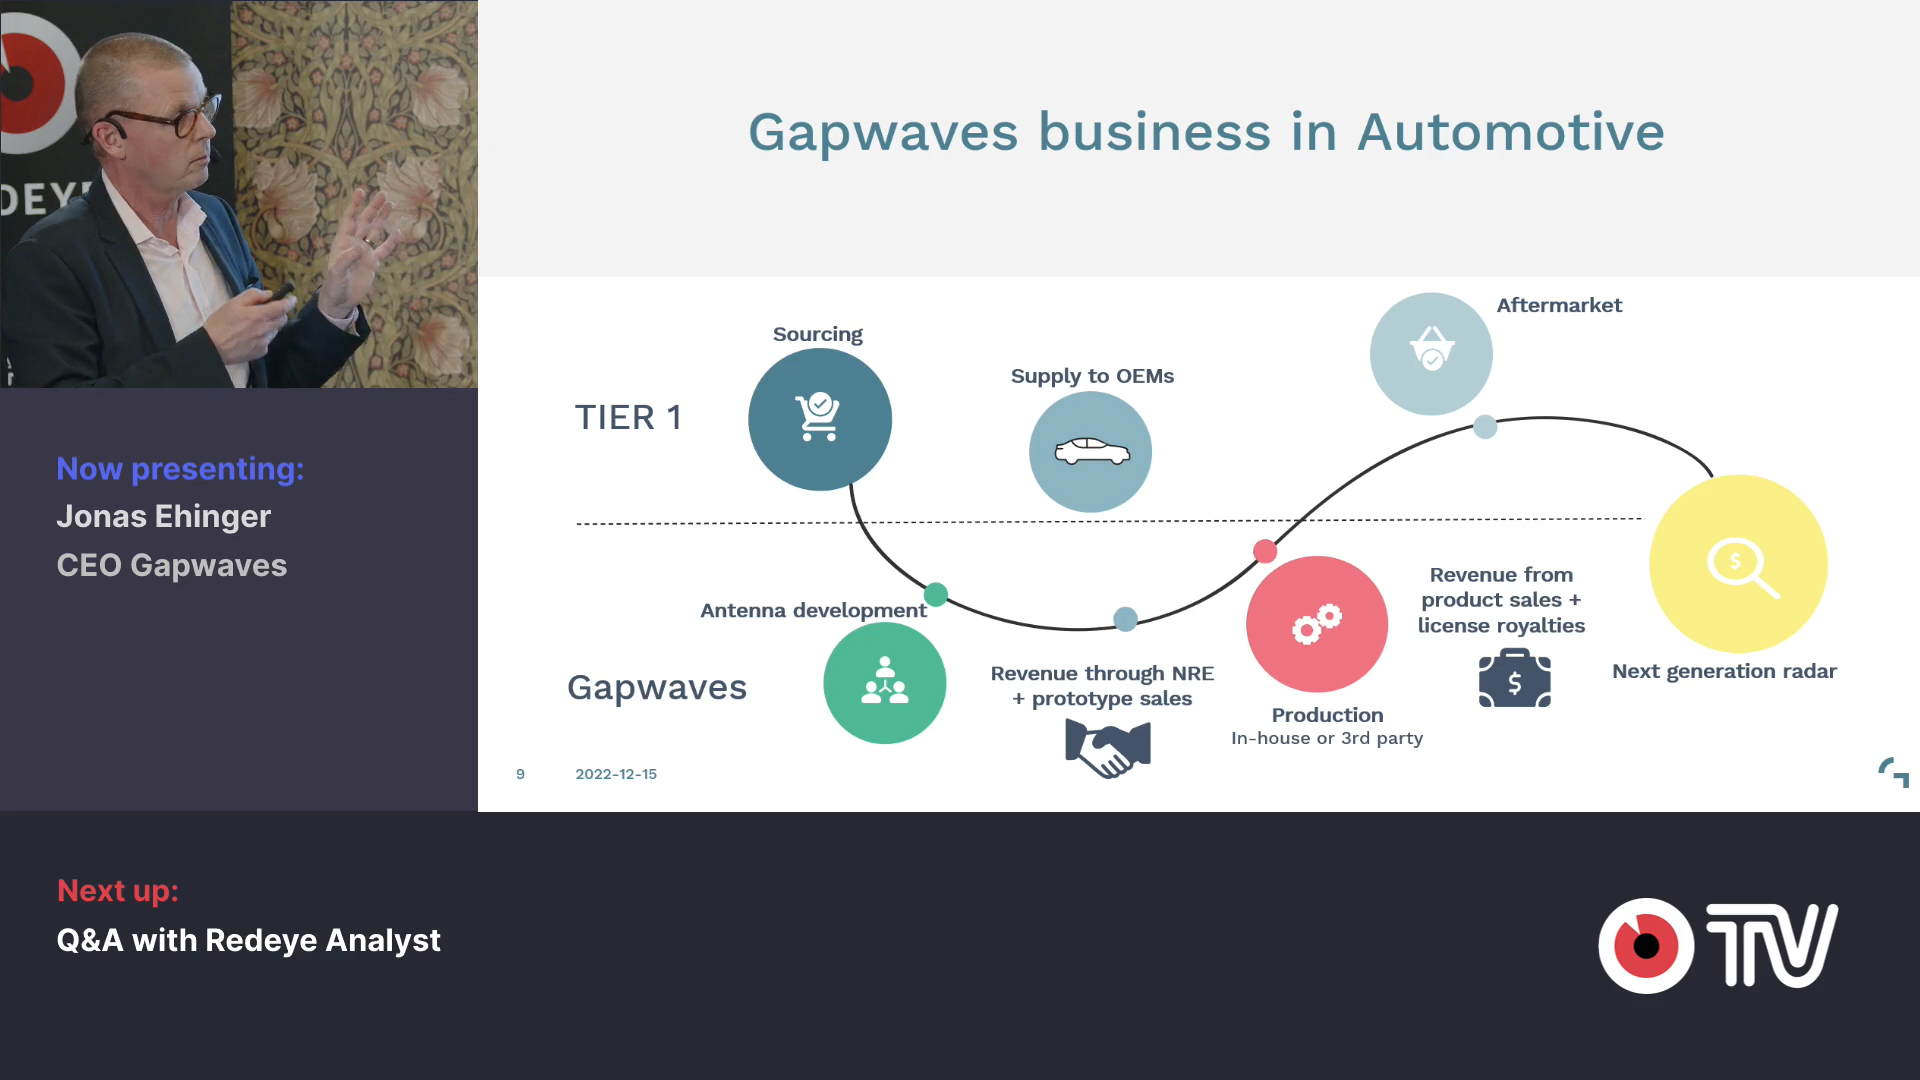 DEYE
Now presenting:
Jonas Ehinger
CEO Gapwaves
Gapwaves business in Automotive
TIER 1
Sourcing
Supply to OEMs
Aftermarket
Antenna development
Gapwaves
Revenue through NRE
+ prototype sales
Production
In-house or 3rd party
Revenue from
product sales +
license royalties
Next generation radar
9
2022-12-15
Next up:
Q&A with Redeye Analyst
TV